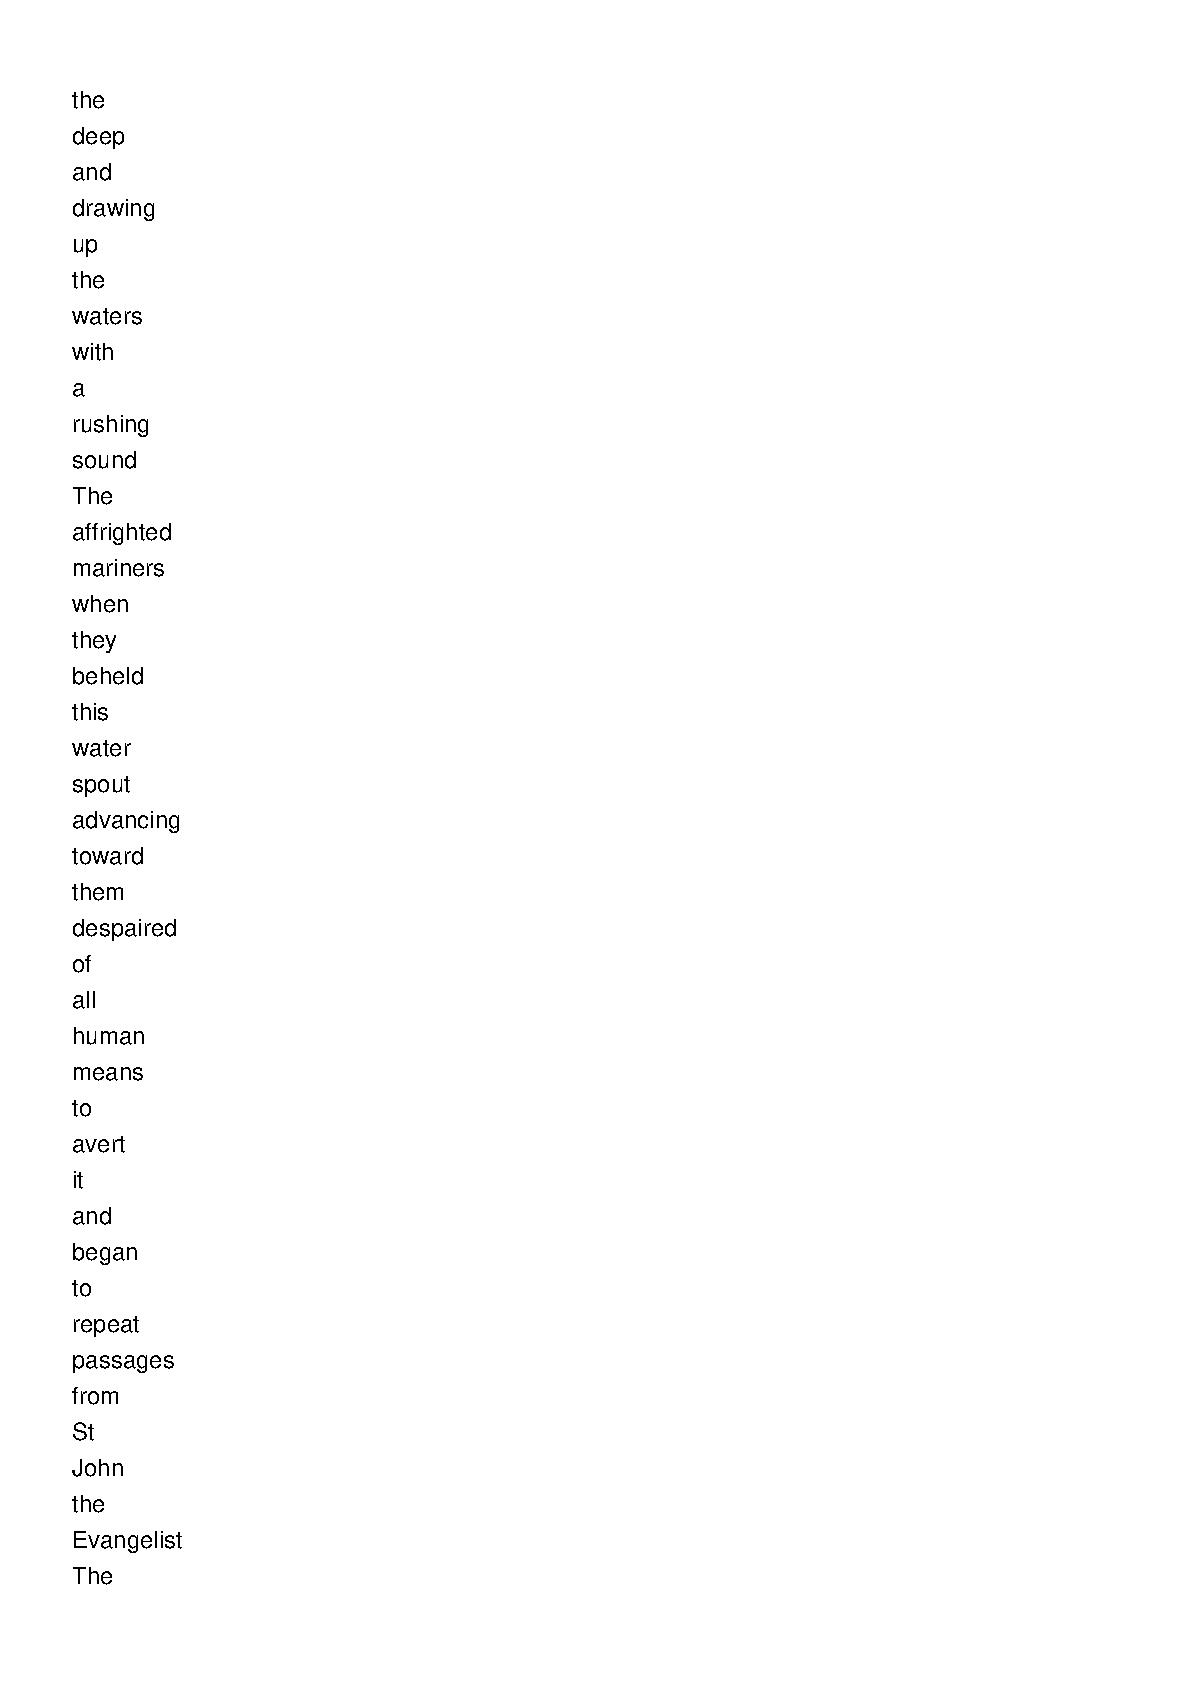 the
deep
and
drawing
up
the
waters
with
a
rushing
sound
The
affrighted
mariners
when
they
beheld
this
water
spout
advancing
toward
them
despaired
of
all
human
means
to
avert
it
and
began
to
repeat
passages
from
St
John
the
Evangelist
The